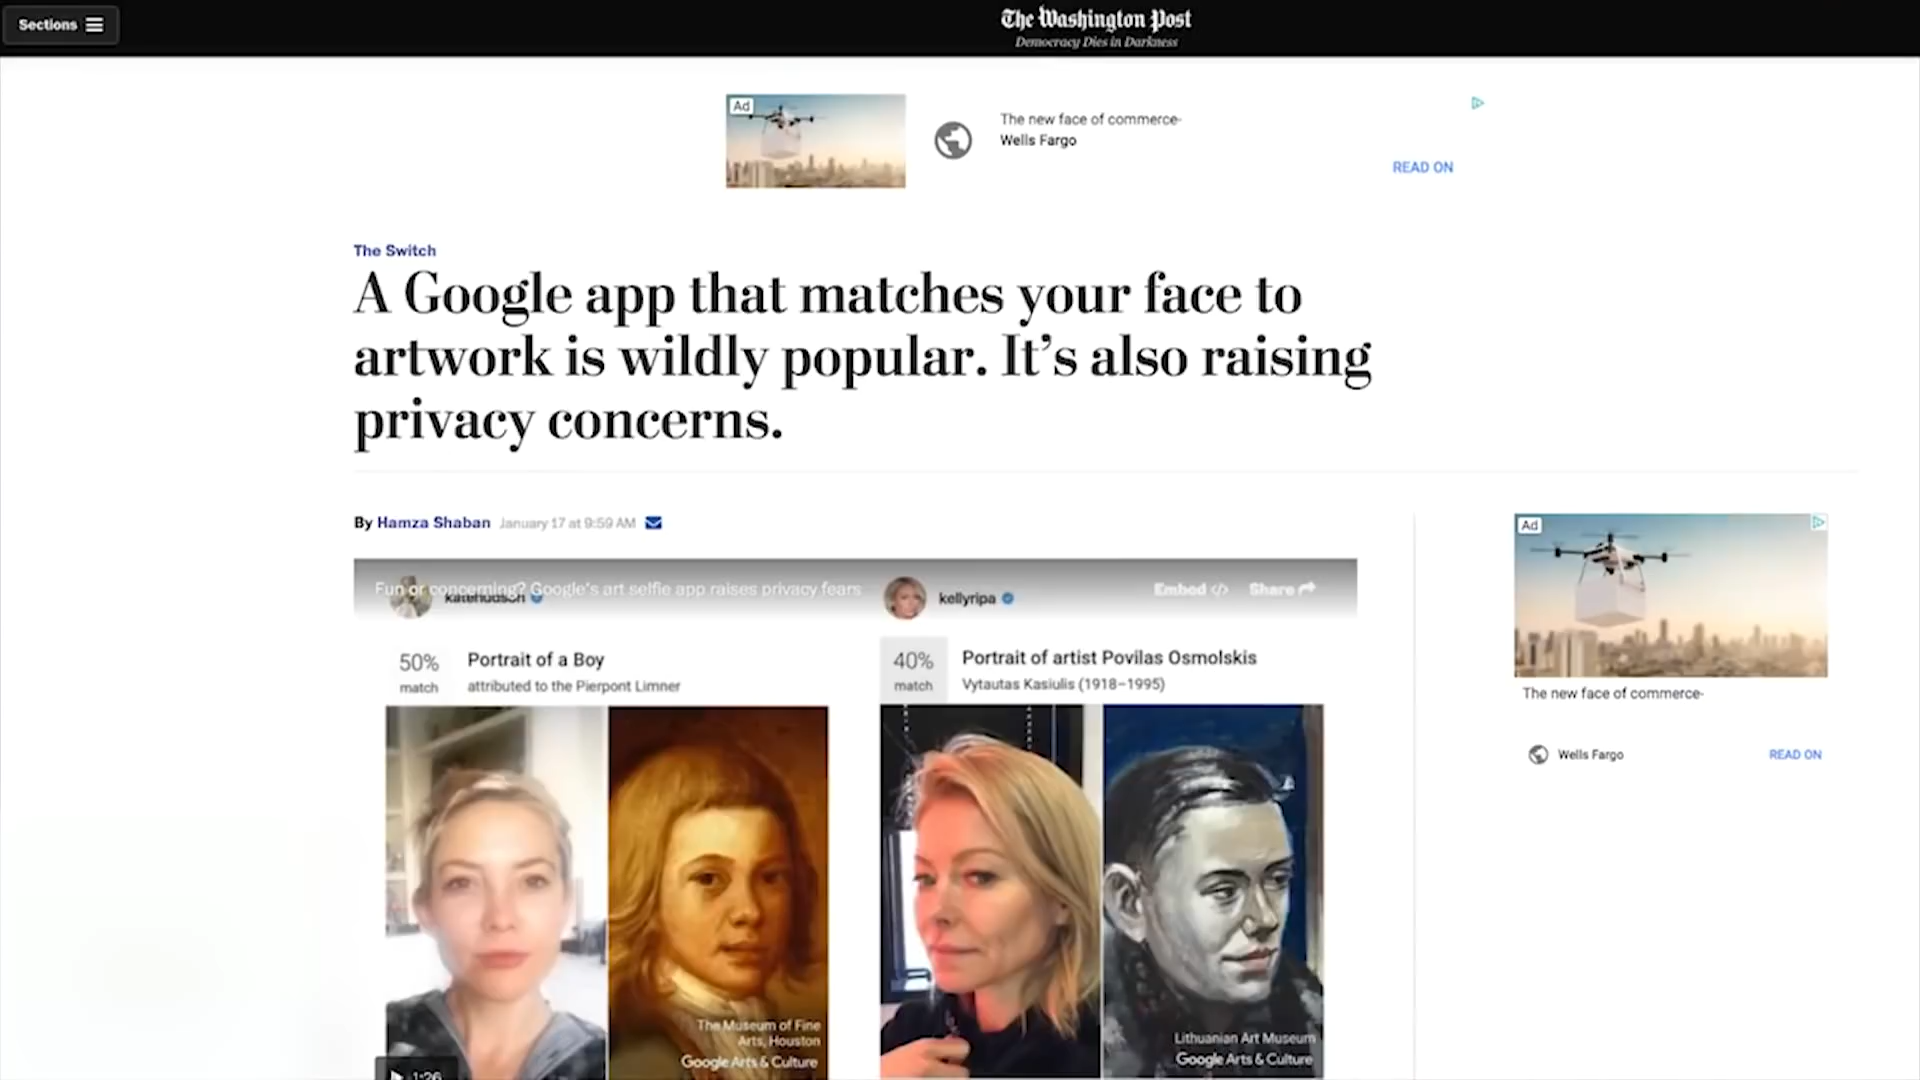 Sections
The Washington Post
Democracy Dies in Darkness
Ad
The new face of commerce-
Wells Fargo
READ ON
The Switch
A Google app that matches your face to
artwork is wildly popular. It's also raising
privacy concerns.
By Hamza Shaban January 17 at 9:59 AM
Fun or concerning? Google's art selfie app raises privacy fears
Embed </> Share
katehudson
kellyripa
50%
match
Portrait of a Boy
attributed to the Pierpont Limner
40%
match
Portrait of artist Povilas Osmolskis
Vytautas Kasiulis (1918–1995)
The Museum of Fine
Arts, Houston
Google Arts & Culture
Lithuanian Art Museum
Google Arts & Culture
1:26
Ad
The new face of commerce-
Wells Fargo
READ ON